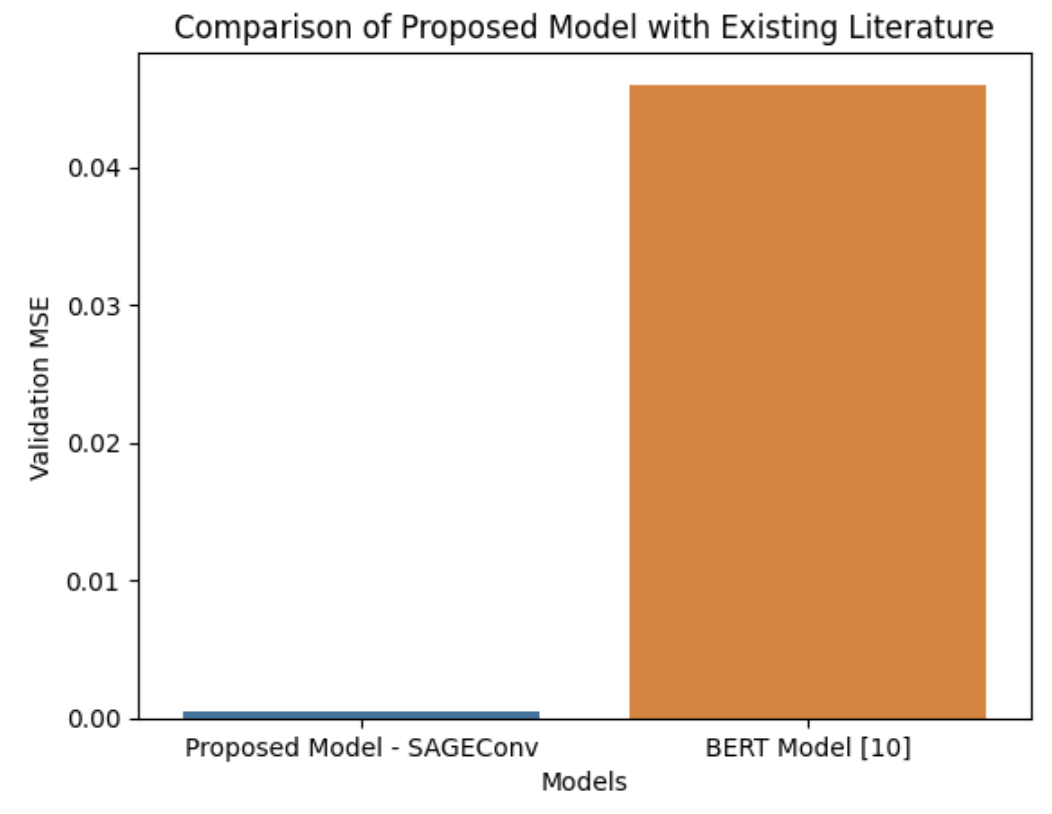 Comparison of Proposed Model with Existing Literature
0.04
0.03
0.02
0.01
0.00
Validation MSE
Proposed Model - SAGEConv
BERT Model [10]
Models